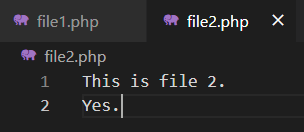 file1.php file2.php ×
file2.php
1 This is file 2.
2 Yes.